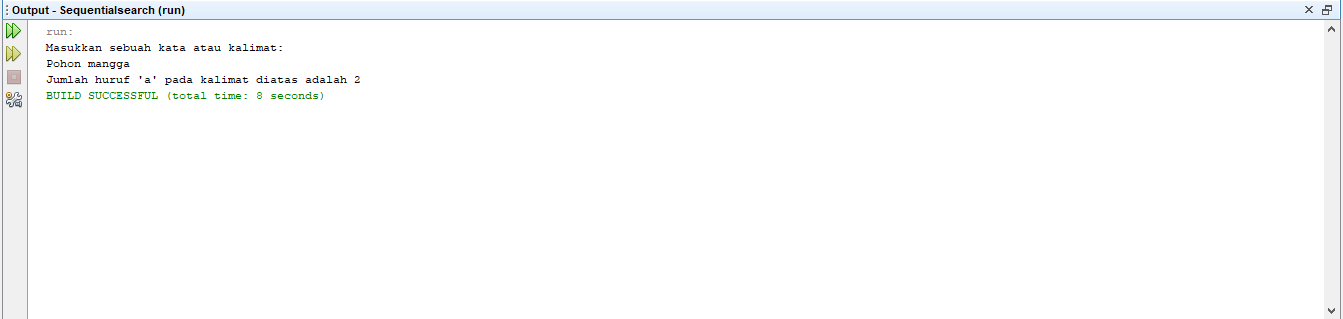 Output - Sequentialsearch (run)
run:
Masukkan sebuah kata atau kalimat:
Pohon mangga
Jumlah huruf 'a' pada kalimat diatas adalah 2
BUILD SUCCESSFUL (total time: 8 seconds)